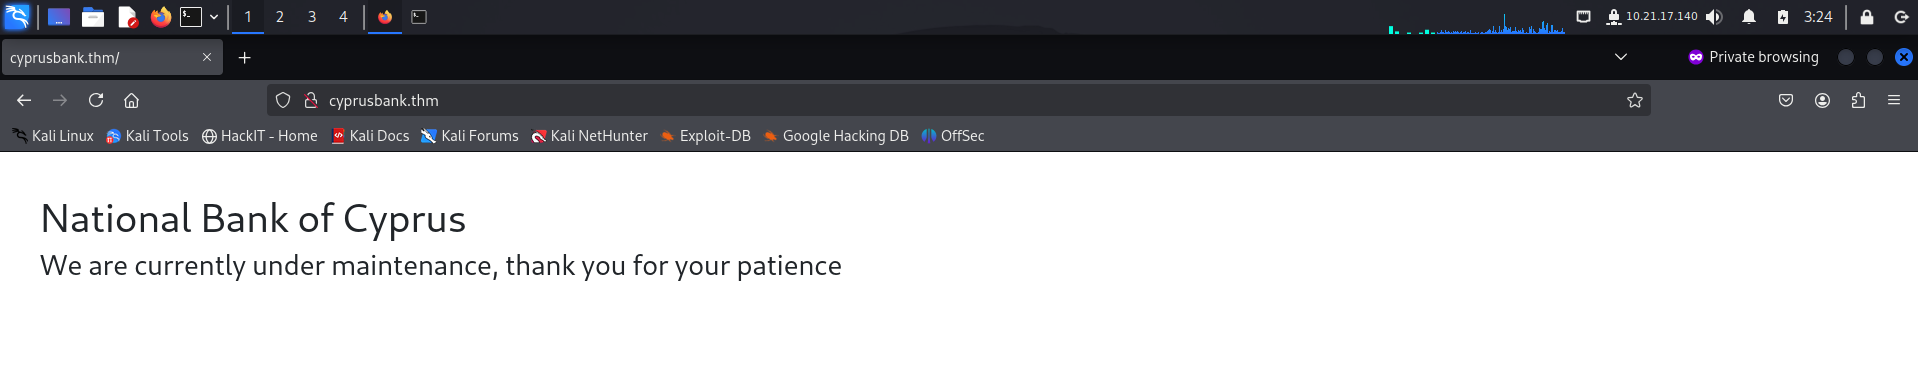 1 2 3 4 10.21.17.140 3:24
cyprusbank.thm/ Private browsing
cyprusbank.thm
Kali Linux Kali Tools HackIT - Home Kali Docs Kali Forums Kali NetHunter Exploit-DB Google Hacking DB OffSec
National Bank of Cyprus
We are currently under maintenance, thank you for your patience